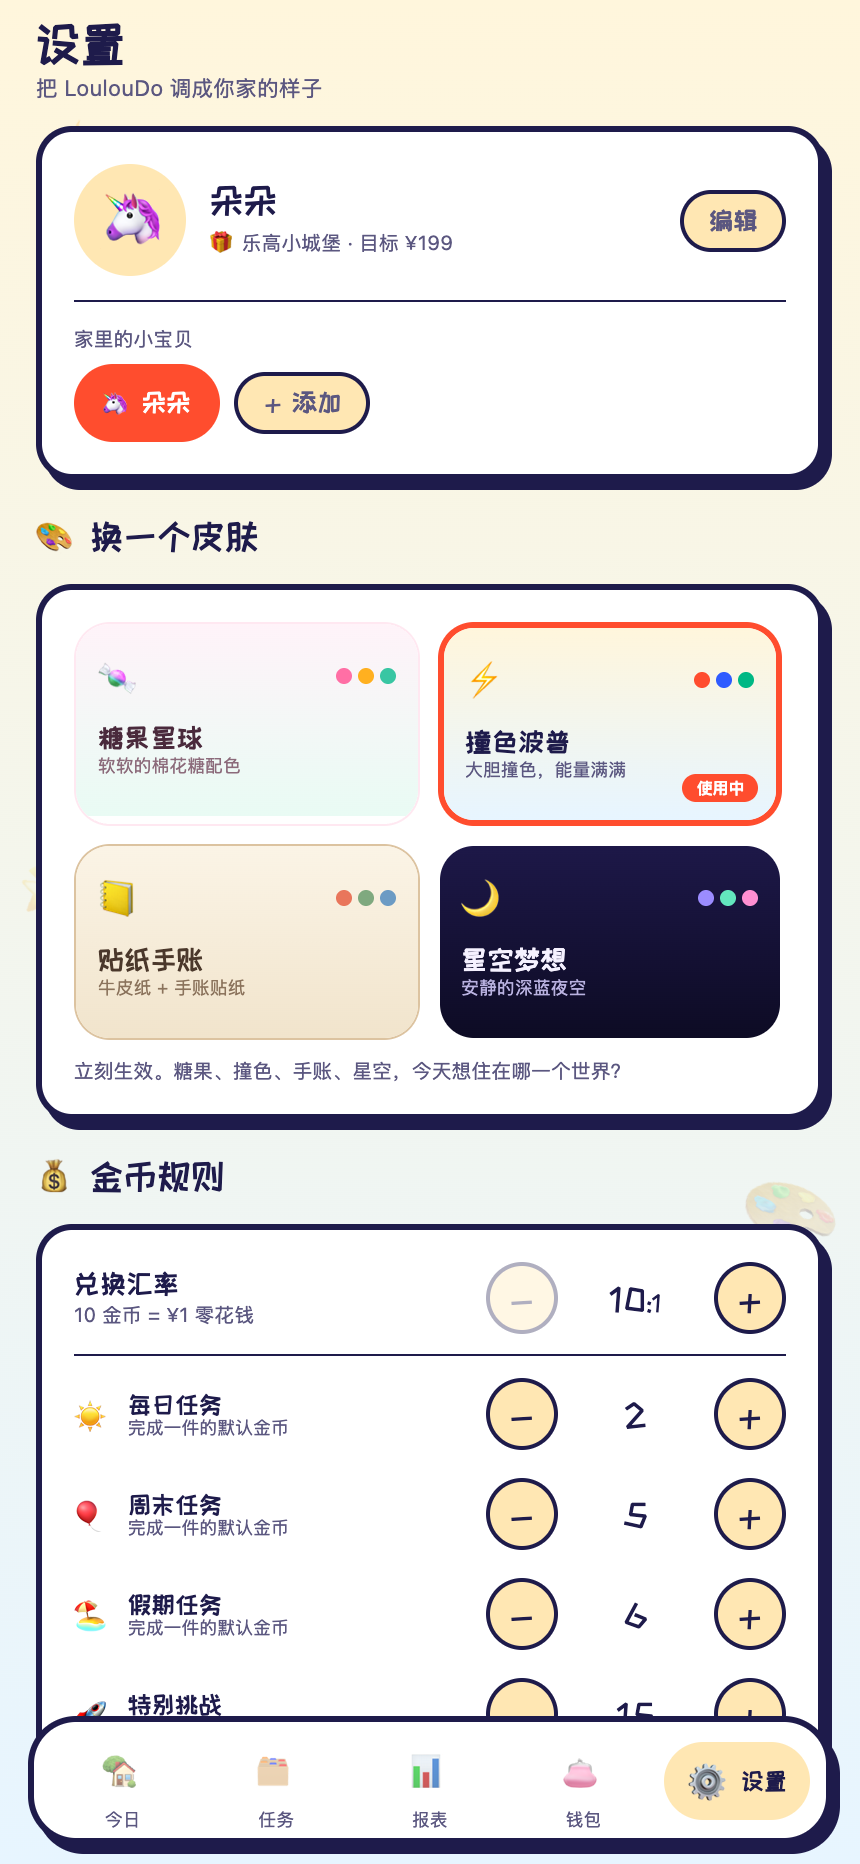 设置
把 LoulouDo 调成你家的样子
朵朵
🎁 乐高小城堡 · 目标 ¥199
编辑
家里的小宝贝
🦄 朵朵
+ 添加
🎨 换一个皮肤
糖果星球
软软的棉花糖配色
撞色波普
大胆撞色，能量满满
使用中
贴纸手账
牛皮纸 + 手账贴纸
星空梦想
安静的深蓝夜空
立刻生效。糖果、撞色、手账、星空，今天想住在哪一个世界？
💰 金币规则
兑换汇率
10 金币 = ¥1 零花钱
− 10:1 +
每日任务
完成一件的默认金币
− 2 +
周末任务
完成一件的默认金币
− 5 +
假期任务
完成一件的默认金币
− 6 +
特别挑战
15 +
今日
任务
报表
钱包
设置